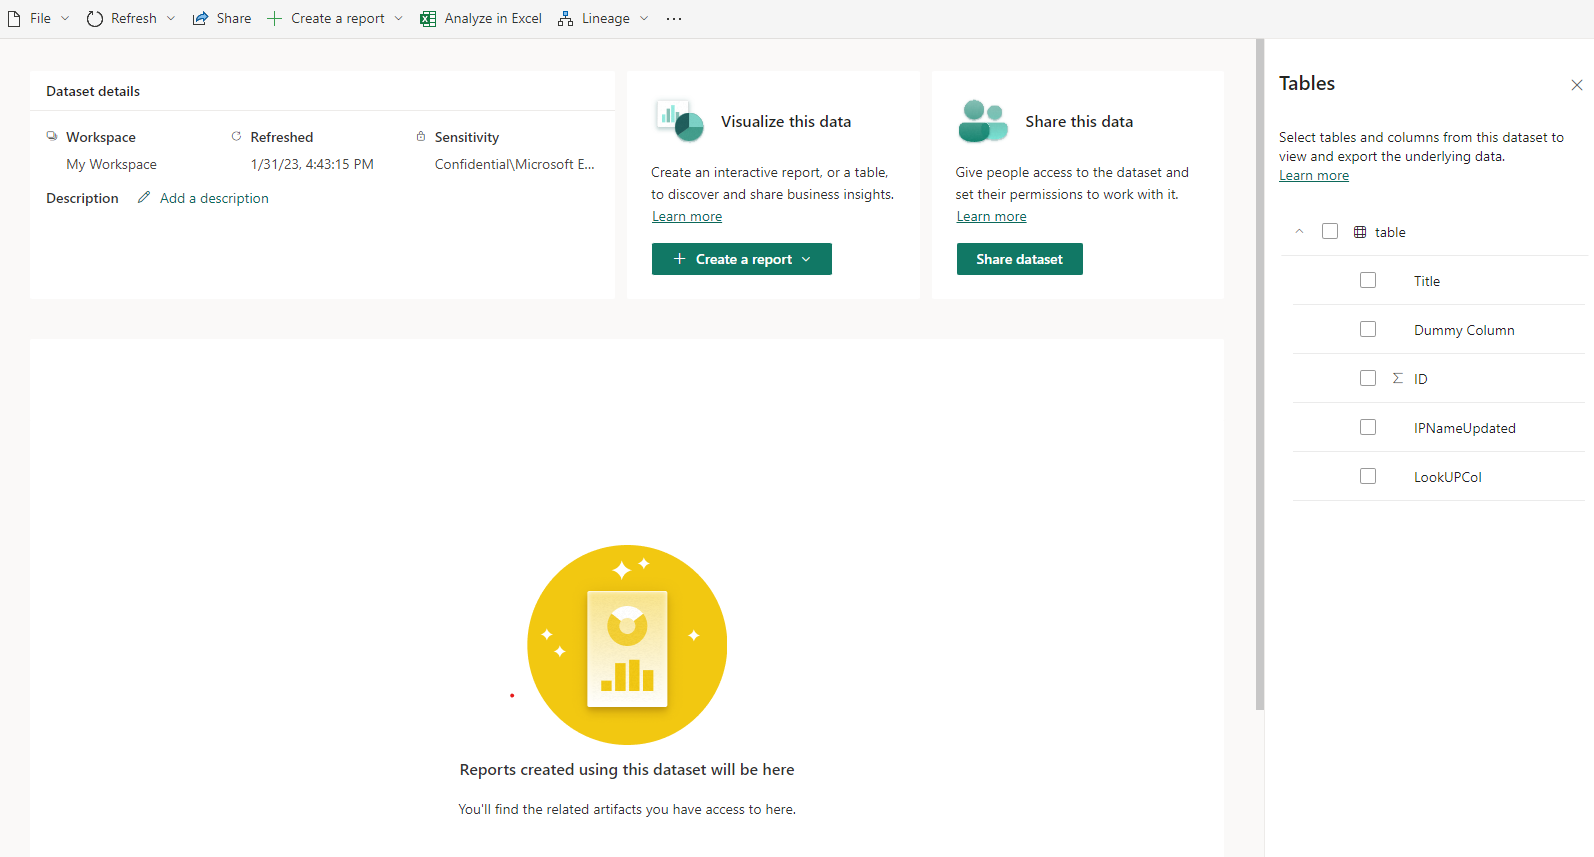 File Refresh Share Create a report Analyze in Excel Lineage ...
Dataset details
Workspace Refreshed Sensitivity
My Workspace 1/31/23, 4:43:15 PM Confidential\Microsoft E...
Description Add a description
Visualize this data
Create an interactive report, or a table,
to discover and share business insights.
Learn more
Create a report
Share this data
Give people access to the dataset and
set their permissions to work with it.
Learn more
Share dataset
Reports created using this dataset will be here
You'll find the related artifacts you have access to here.
Tables
Select tables and columns from this dataset to
view and export the underlying data.
Learn more
table
Title
Dummy Column
Σ ID
IPNameUpdated
LookUPCol